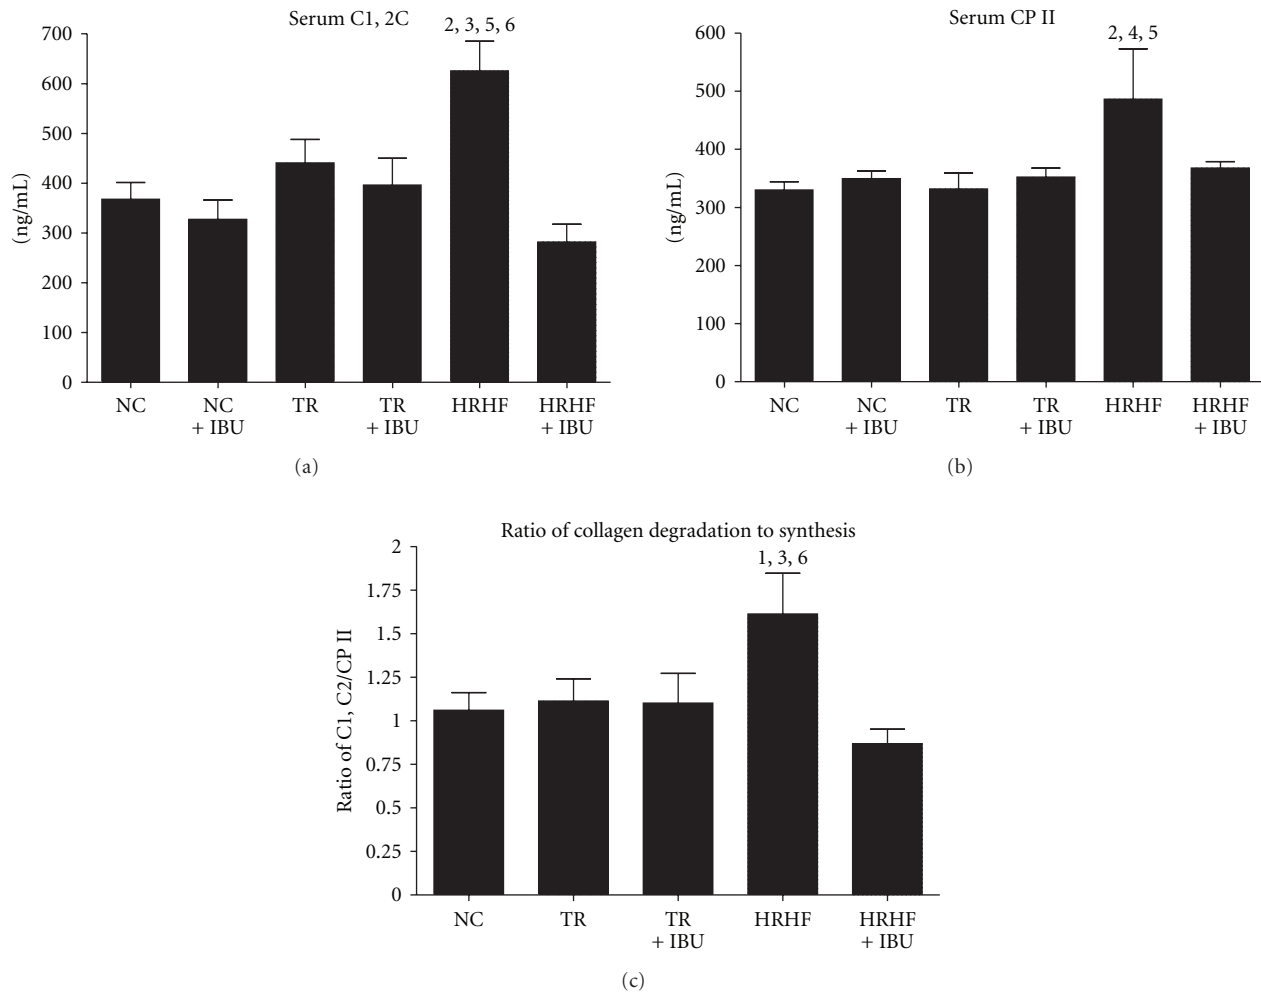 Serum C1, 2C
2, 3, 5, 6
700
600
500
400
300
200
100
0
(ng/mL)
NC
NC
+ IBU
TR
TR
+ IBU
HRHF
HRHF
+ IBU
(a)
Serum CP II
2, 4, 5
600
500
400
300
200
100
0
(ng/mL)
NC
NC
+ IBU
TR
TR
+ IBU
HRHF
HRHF
+ IBU
(b)
Ratio of collagen degradation to synthesis
1, 3, 6
2
1.75
1.5
1.25
1
0.75
0.5
0.25
0
Ratio of C1, C2/CP II
NC
TR
TR
+ IBU
HRHF
HRHF
+ IBU
(c)